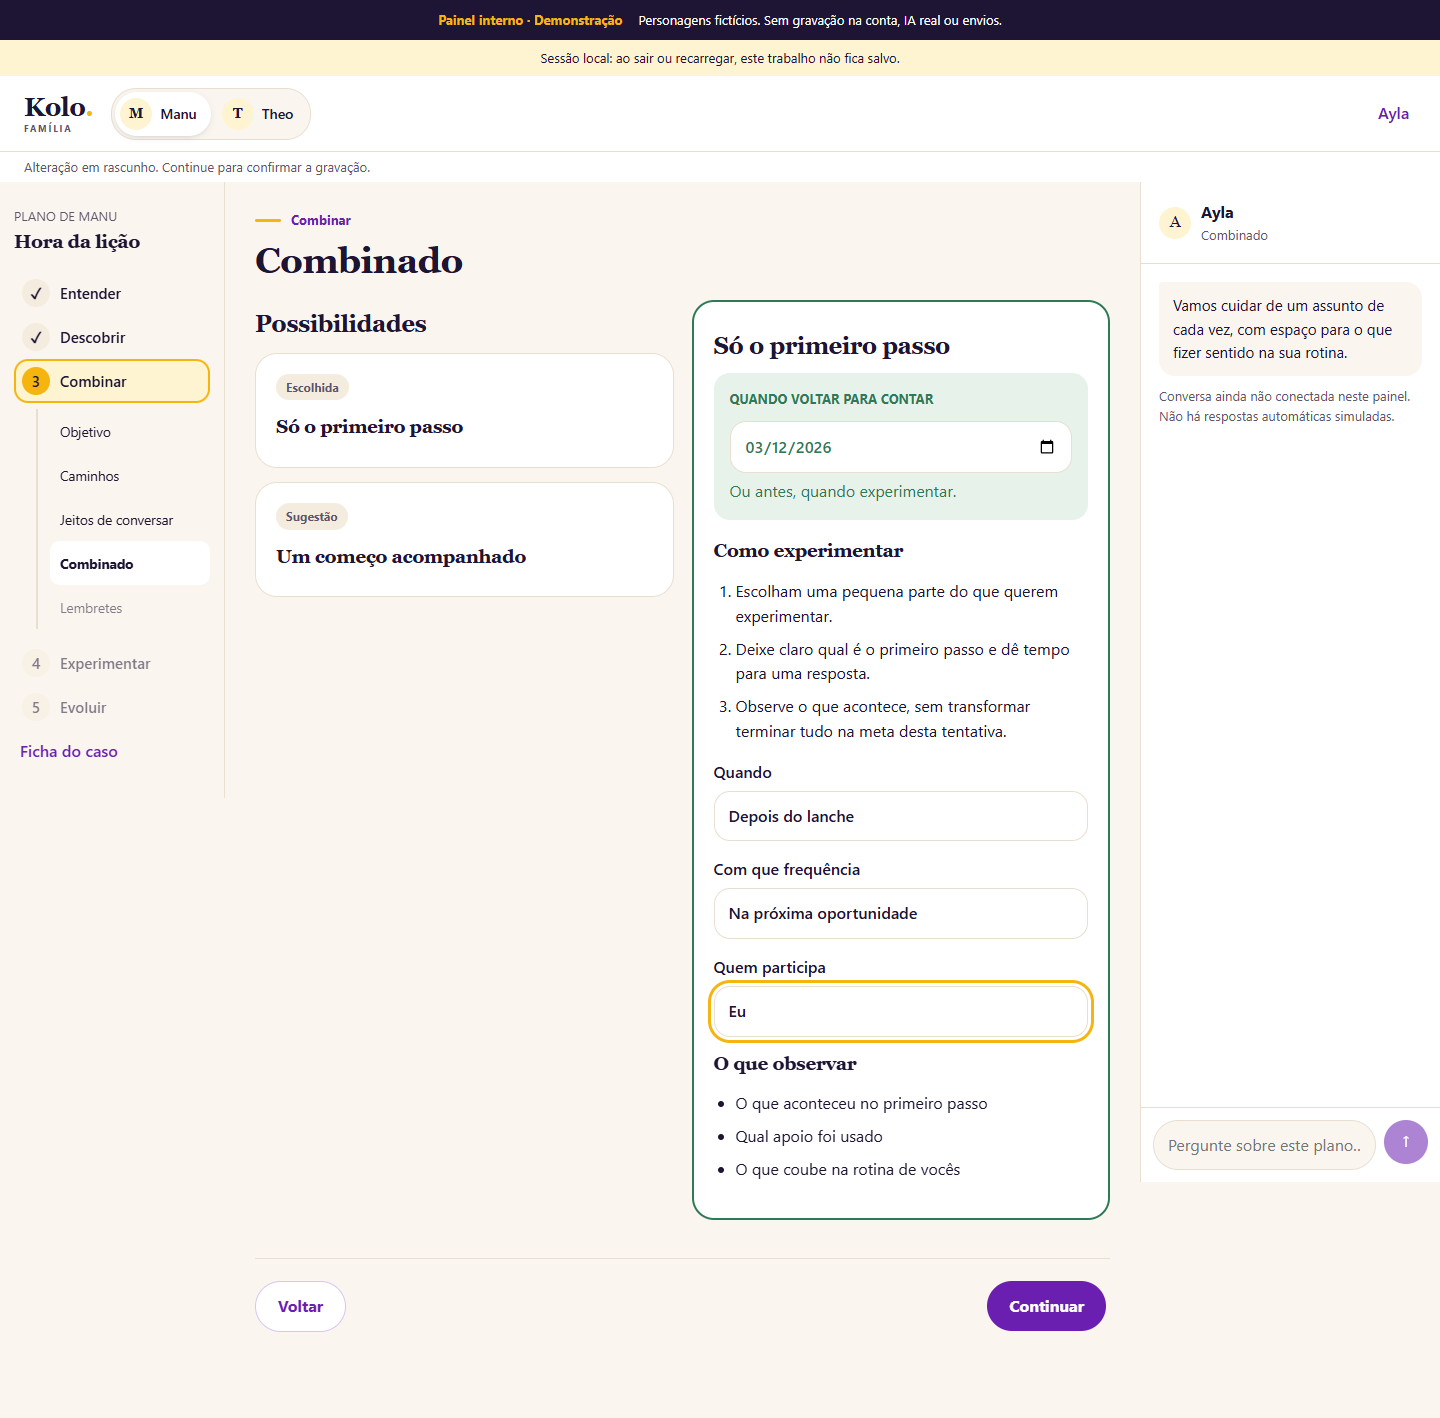 Painel interno · Demonstração Personagens fictícios. Sem gravação na conta, IA real ou envios.
Sessão local: ao sair ou recarregar, este trabalho não fica salvo.
Kolo.
FAMÍLIA
M Manu
T Theo
Ayla
Alteração em rascunho. Continue para confirmar a gravação.
PLANO DE MANU
Hora da lição
✓ Entender
✓ Descobrir
3 Combinar
Objetivo
Caminhos
Jeitos de conversar
Combinado
Lembretes
4 Experimentar
5 Evoluir
Ficha do caso
Combinar
Combinado
Possibilidades
Escolhida
Só o primeiro passo
Sugestão
Um começo acompanhado
Só o primeiro passo
QUANDO VOLTAR PARA CONTAR
03/12/2026
Ou antes, quando experimentar.
Como experimentar
1. Escolham uma pequena parte do que querem
experimentar.
2. Deixe claro qual é o primeiro passo e dê tempo
para uma resposta.
3. Observe o que acontece, sem transformar
terminar tudo na meta desta tentativa.
Quando
Depois do lanche
Com que frequência
Na próxima oportunidade
Quem participa
Eu
O que observar
• O que aconteceu no primeiro passo
• Qual apoio foi usado
• O que coube na rotina de vocês
Voltar
Continuar
A
Ayla
Combinado
Vamos cuidar de um assunto de
cada vez, com espaço para o que
fizer sentido na sua rotina.
Conversa ainda não conectada neste painel.
Não há respostas automáticas simuladas.
Pergunte sobre este plano..
↑